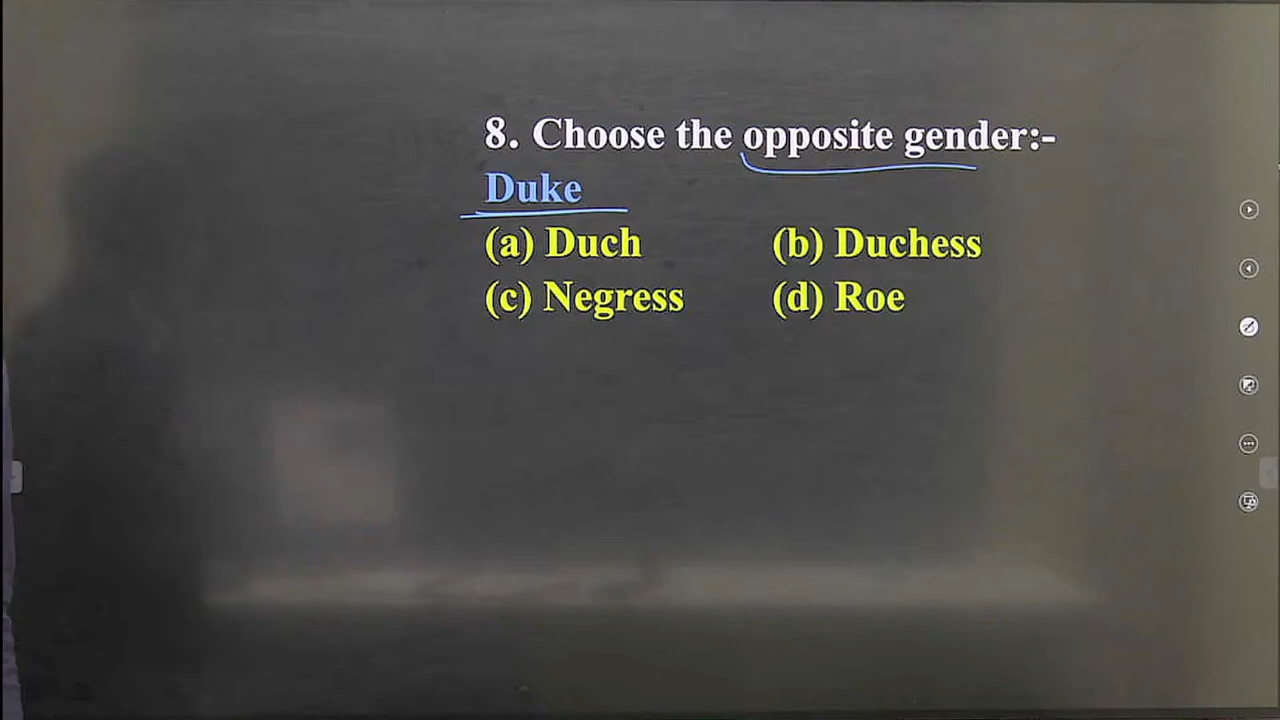 8. Choose the opposite gender:-
Duke
(a) Duch (b) Duchess
(c) Negress (d) Roe